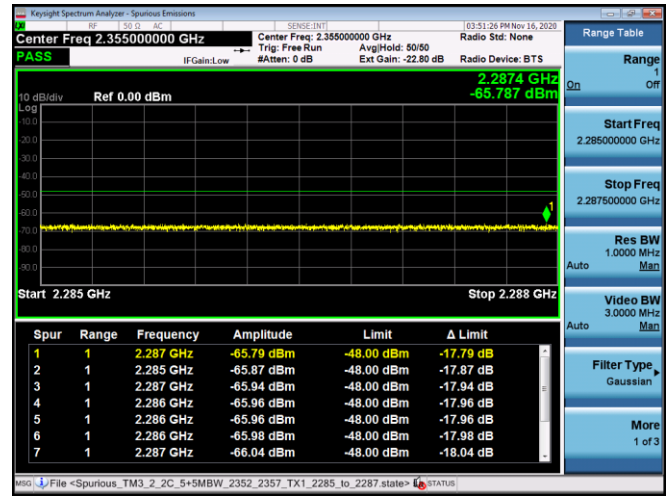 Keysight Spectrum Analyzer - Spurious Emissions
RF 50 Ω AC SENSE:INT 03:51:26 PM Nov 16, 2020
Center Freq 2.355000000 GHz
Center Freq: 2.355000000 GHz Radio Std: None
Trig: Free Run Avg|Hold: 50/50
PASS IFGain:Low #Atten: 0 dB Ext Gain: -22.80 dB Radio Device: BTS
2.2874 GHz
-65.787 dBm
10 dB/div Ref 0.00 dBm
Log
-10.0
-20.0
-30.0
-40.0
-50.0
-60.0
-70.0
-80.0
-90.0
1
Start 2.285 GHz Stop 2.288 GHz
Spur Range Frequency Amplitude Limit Δ Limit
1 1 2.287 GHz -65.79 dBm -48.00 dBm -17.79 dB
2 1 2.285 GHz -65.87 dBm -48.00 dBm -17.87 dB
3 1 2.287 GHz -65.94 dBm -48.00 dBm -17.94 dB
4 1 2.286 GHz -65.96 dBm -48.00 dBm -17.96 dB
5 1 2.286 GHz -65.96 dBm -48.00 dBm -17.96 dB
6 1 2.286 GHz -65.98 dBm -48.00 dBm -17.98 dB
7 1 2.287 GHz -66.04 dBm -48.00 dBm -18.04 dB
MSG File <Spurious_TM3_2_2C_5+5MBW_2352_2357_TX1_2285_to_2287.state> STATUS
Range Table
Range
1
On Off
Start Freq
2.285000000 GHz
Stop Freq
2.287500000 GHz
Res BW
1.0000 MHz
Auto Man
Video BW
3.0000 MHz
Auto Man
Filter Type
Gaussian
More
1 of 3